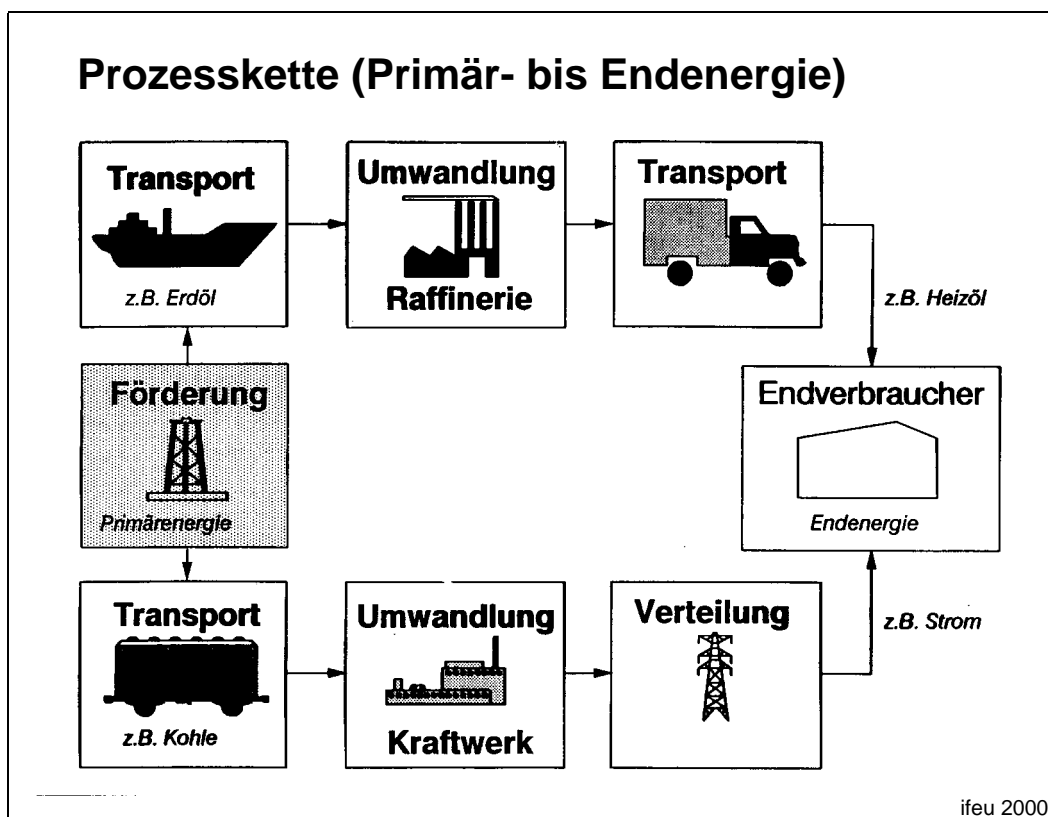 Prozesskette (Primär- bis Endenergie)
Transport
z.B. Erdöl
Umwandlung
Raffinerie
Transport
z.B. Heizöl
Förderung
Primärenergie
Endverbraucher
Endenergie
Transport
z.B. Kohle
Umwandlung
Kraftwerk
Verteilung
z.B. Strom
ifeu 2000